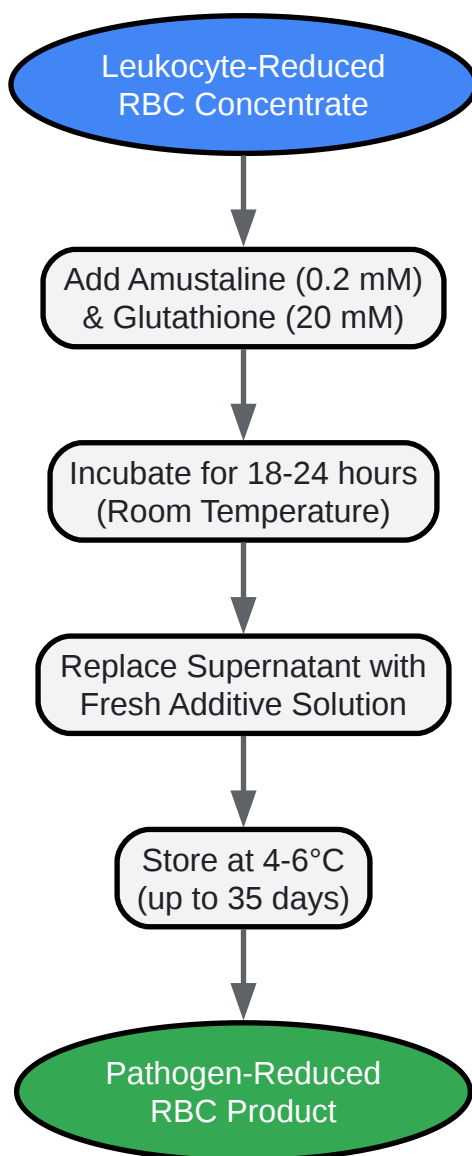 Leukocyte-Reduced
RBC Concentrate
Add Amustaline (0.2 mM)
& Glutathione (20 mM)
Incubate for 18-24 hours
(Room Temperature)
Replace Supernatant with
Fresh Additive Solution
Store at 4-6°C
(up to 35 days)
Pathogen-Reduced
RBC Product